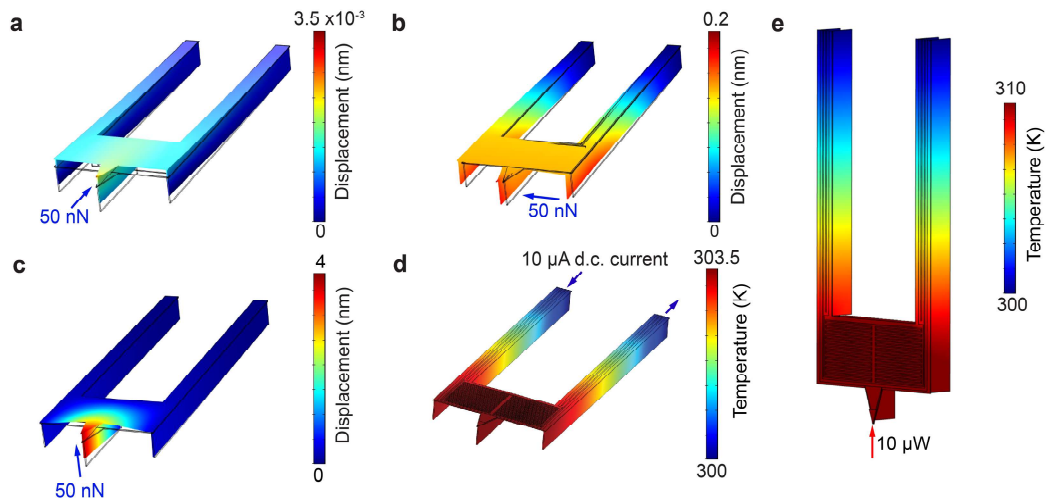 a
3.5 x10⁻³
Displacement (nm)
0
50 nN
b
0.2
Displacement (nm)
0
50 nN
c
4
Displacement (nm)
0
50 nN
d
10 µA d.c. current
303.5
Temperature (K)
300
e
310
Temperature (K)
300
10 µW